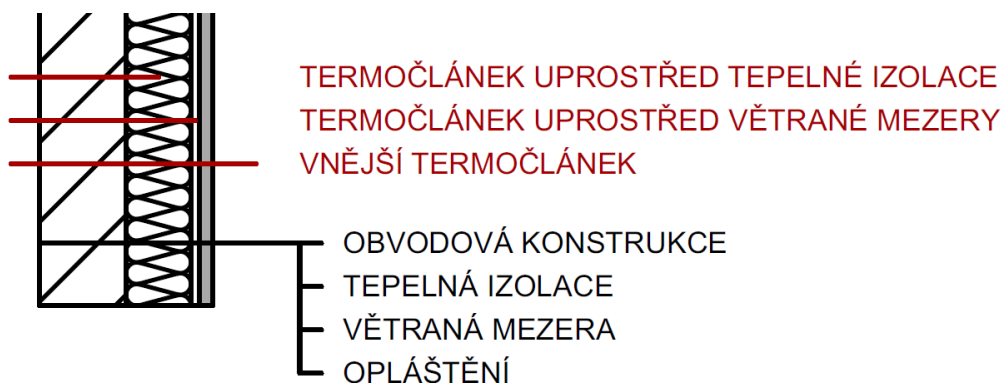 TERMOČLÁNEK UPROSTŘED TEPELNÉ IZOLACE
TERMOČLÁNEK UPROSTŘED VĚTRANÉ MEZERY
VNĚJŠÍ TERMOČLÁNEK
OBVODOVÁ KONSTRUKCE
TEPELNÁ IZOLACE
VĚTRANÁ MEZERA
OPLÁŠTĚNÍ